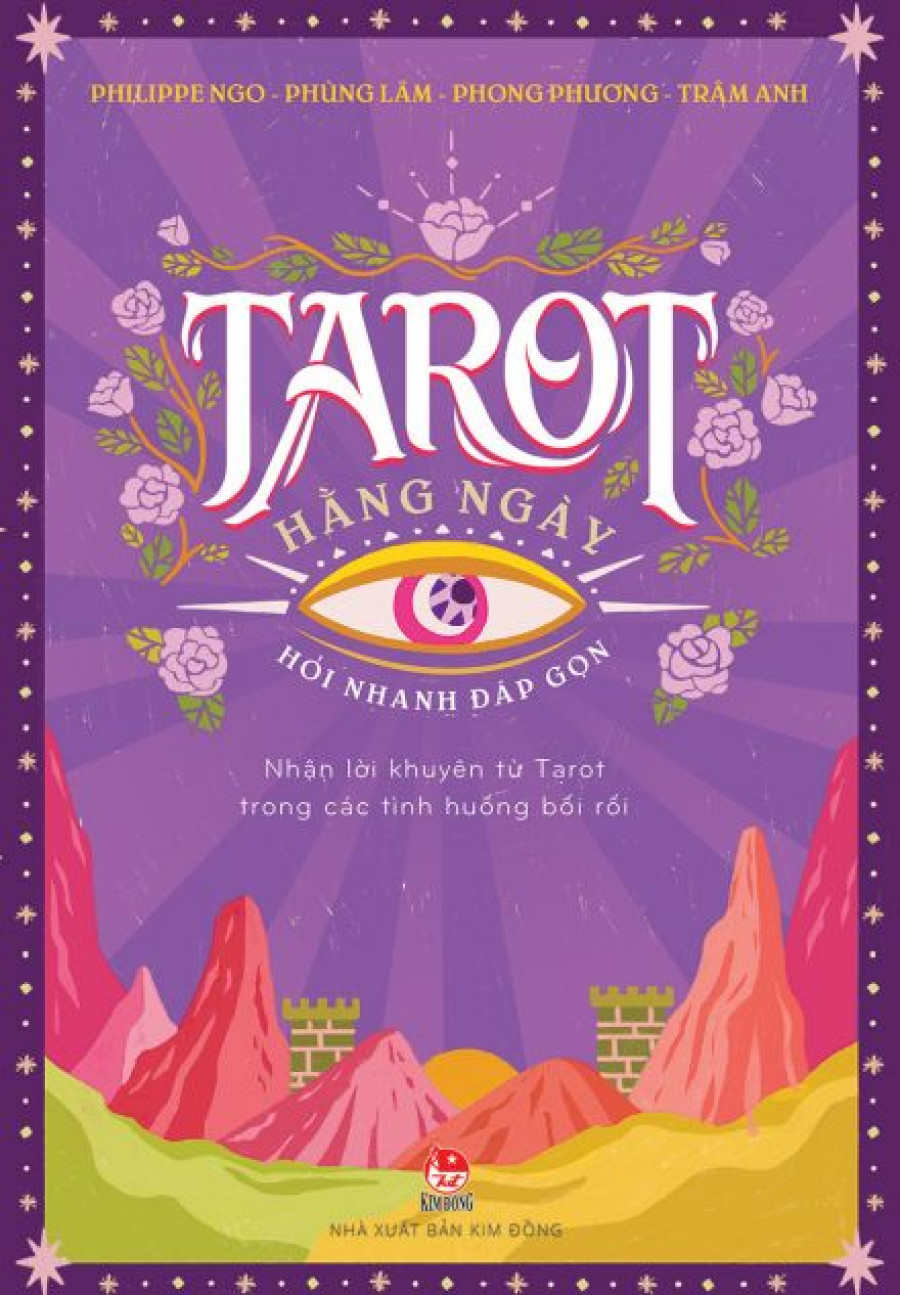 PHILIPPE NGO - PHÙNG LÂM - PHONG PHƯƠNG - TRÂM ANH
TAROT
HẰNG NGÀY
HỎI NHANH ĐÁP GỌN
Nhận lời khuyên từ Tarot
trong các tình huống bối rối
KIM ĐỒNG
NHÀ XUẤT BẢN KIM ĐỒNG